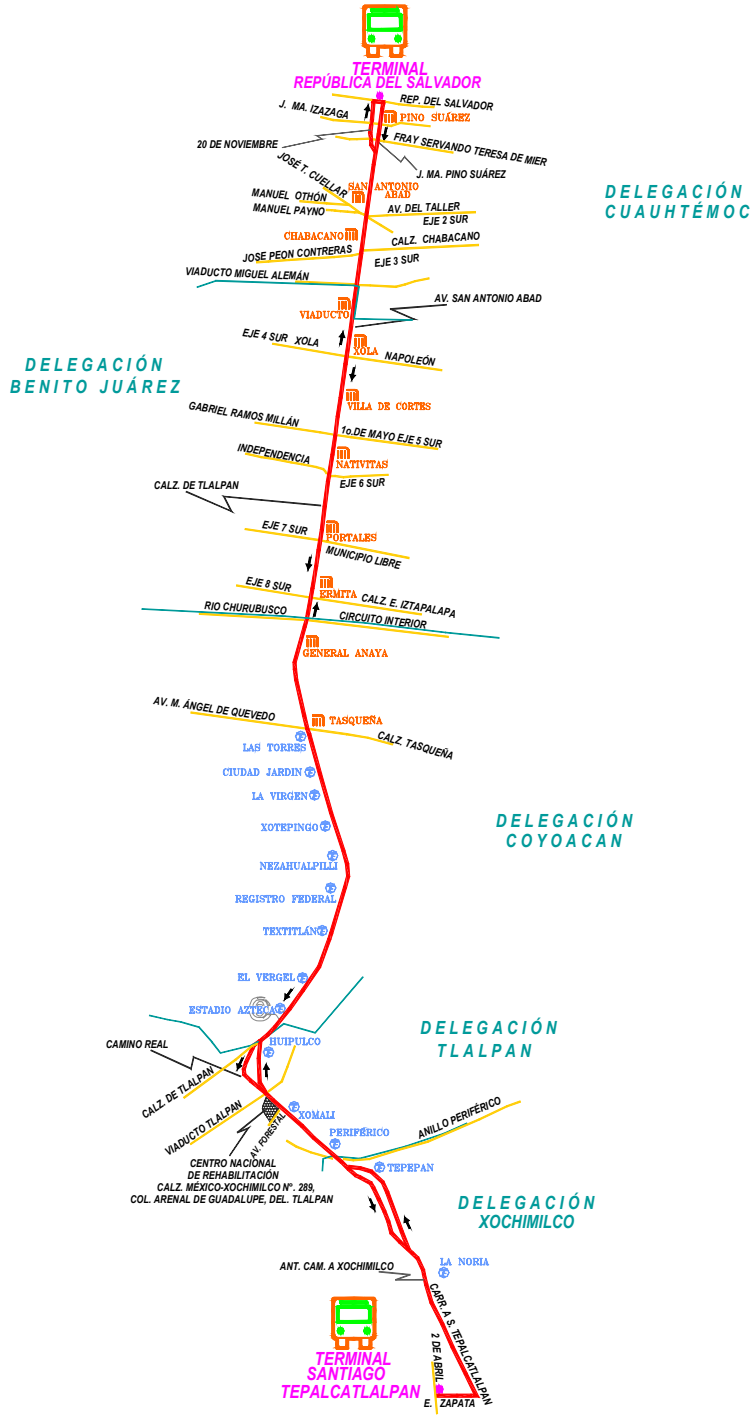 TERMINAL
REPÚBLICA DEL SALVADOR
REP. DEL SALVADOR
J. MA. IZAZAGA
PINO SUÁREZ
20 DE NOVIEMBRE
FRAY SERVANDO TERESA DE MIER
J. MA. PINO SUÁREZ
JOSÉ T. CUELLAR
SAN ANTONIO
ABAD
MANUEL OTHÓN
MANUEL PAYNO
AV. DEL TALLER
EJE 2 SUR
DELEGACIÓN
CUAUHTÉMOC
CHABACANO
CALZ. CHABACANO
JOSE PEON CONTRERAS
EJE 3 SUR
VIADUCTO MIGUEL ALEMÁN
AV. SAN ANTONIO ABAD
VIADUCTO
EJE 4 SUR XOLA
XOLA
NAPOLEÓN
DELEGACIÓN
BENITO JUÁREZ
VILLA DE CORTES
GABRIEL RAMOS MILLÁN
1o.DE MAYO EJE 5 SUR
INDEPENDENCIA
NATIVITAS
EJE 6 SUR
CALZ. DE TLALPAN
EJE 7 SUR
PORTALES
MUNICIPIO LIBRE
EJE 8 SUR
ERMITA
CALZ. E. IZTAPALAPA
RIO CHURUBUSCO
CIRCUITO INTERIOR
GENERAL ANAYA
AV. M. ÁNGEL DE QUEVEDO
TASQUEÑA
CALZ. TASQUEÑA
LAS TORRES
CIUDAD JARDIN
LA VIRGEN
XOTEPINGO
DELEGACIÓN
COYOACAN
NEZAHUALPILLI
REGISTRO FEDERAL
TEXTITLÁN
EL VERGEL
ESTADIO AZTECA
DELEGACIÓN
TLALPAN
CAMINO REAL
HUIPULCO
CALZ. DE TLALPAN
VIADUCTO TLALPAN
XOMALI
AV. FORESTAL
PERIFÉRICO
ANILLO PERIFÉRICO
CENTRO NACIONAL
DE REHABILITACIÓN
CALZ. MÉXICO-XOCHIMILCO Nº. 289,
COL. ARENAL DE GUADALUPE, DEL. TLALPAN
TEPEPAN
DELEGACIÓN
XOCHIMILCO
ANT. CAM. A XOCHIMILCO
LA NORIA
CARR. A S. TEPALCATLALPAN
2 DE ABRIL
TERMINAL
SANTIAGO
TEPALCATLALPAN
E. ZAPATA